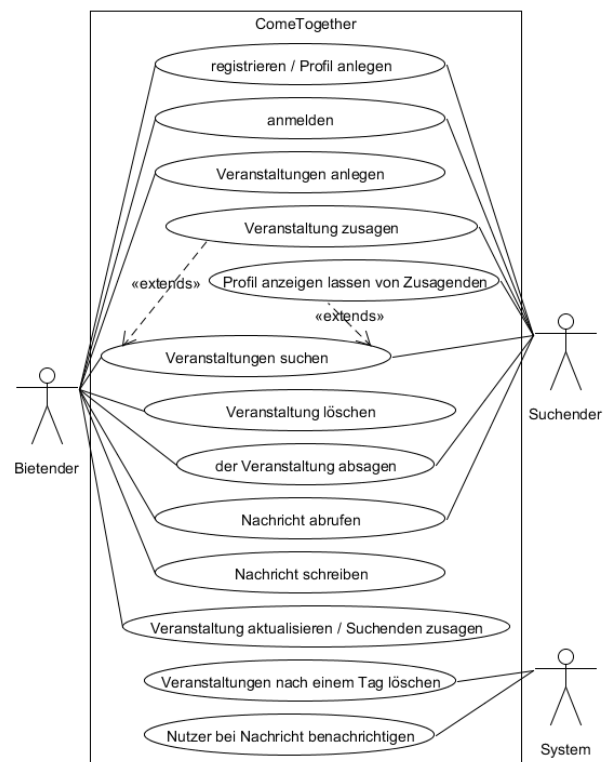 ComeTogether
registrieren / Profil anlegen
anmelden
Veranstaltungen anlegen
Veranstaltung zusagen
«extends»
Profil anzeigen lassen von Zusagenden
«extends»
Veranstaltungen suchen
Bietender
Suchender
Veranstaltung löschen
der Veranstaltung absagen
Nachricht abrufen
Nachricht schreiben
Veranstaltung aktualisieren / Suchenden zusagen
Veranstaltungen nach einem Tag löschen
Nutzer bei Nachricht benachrichtigen
System